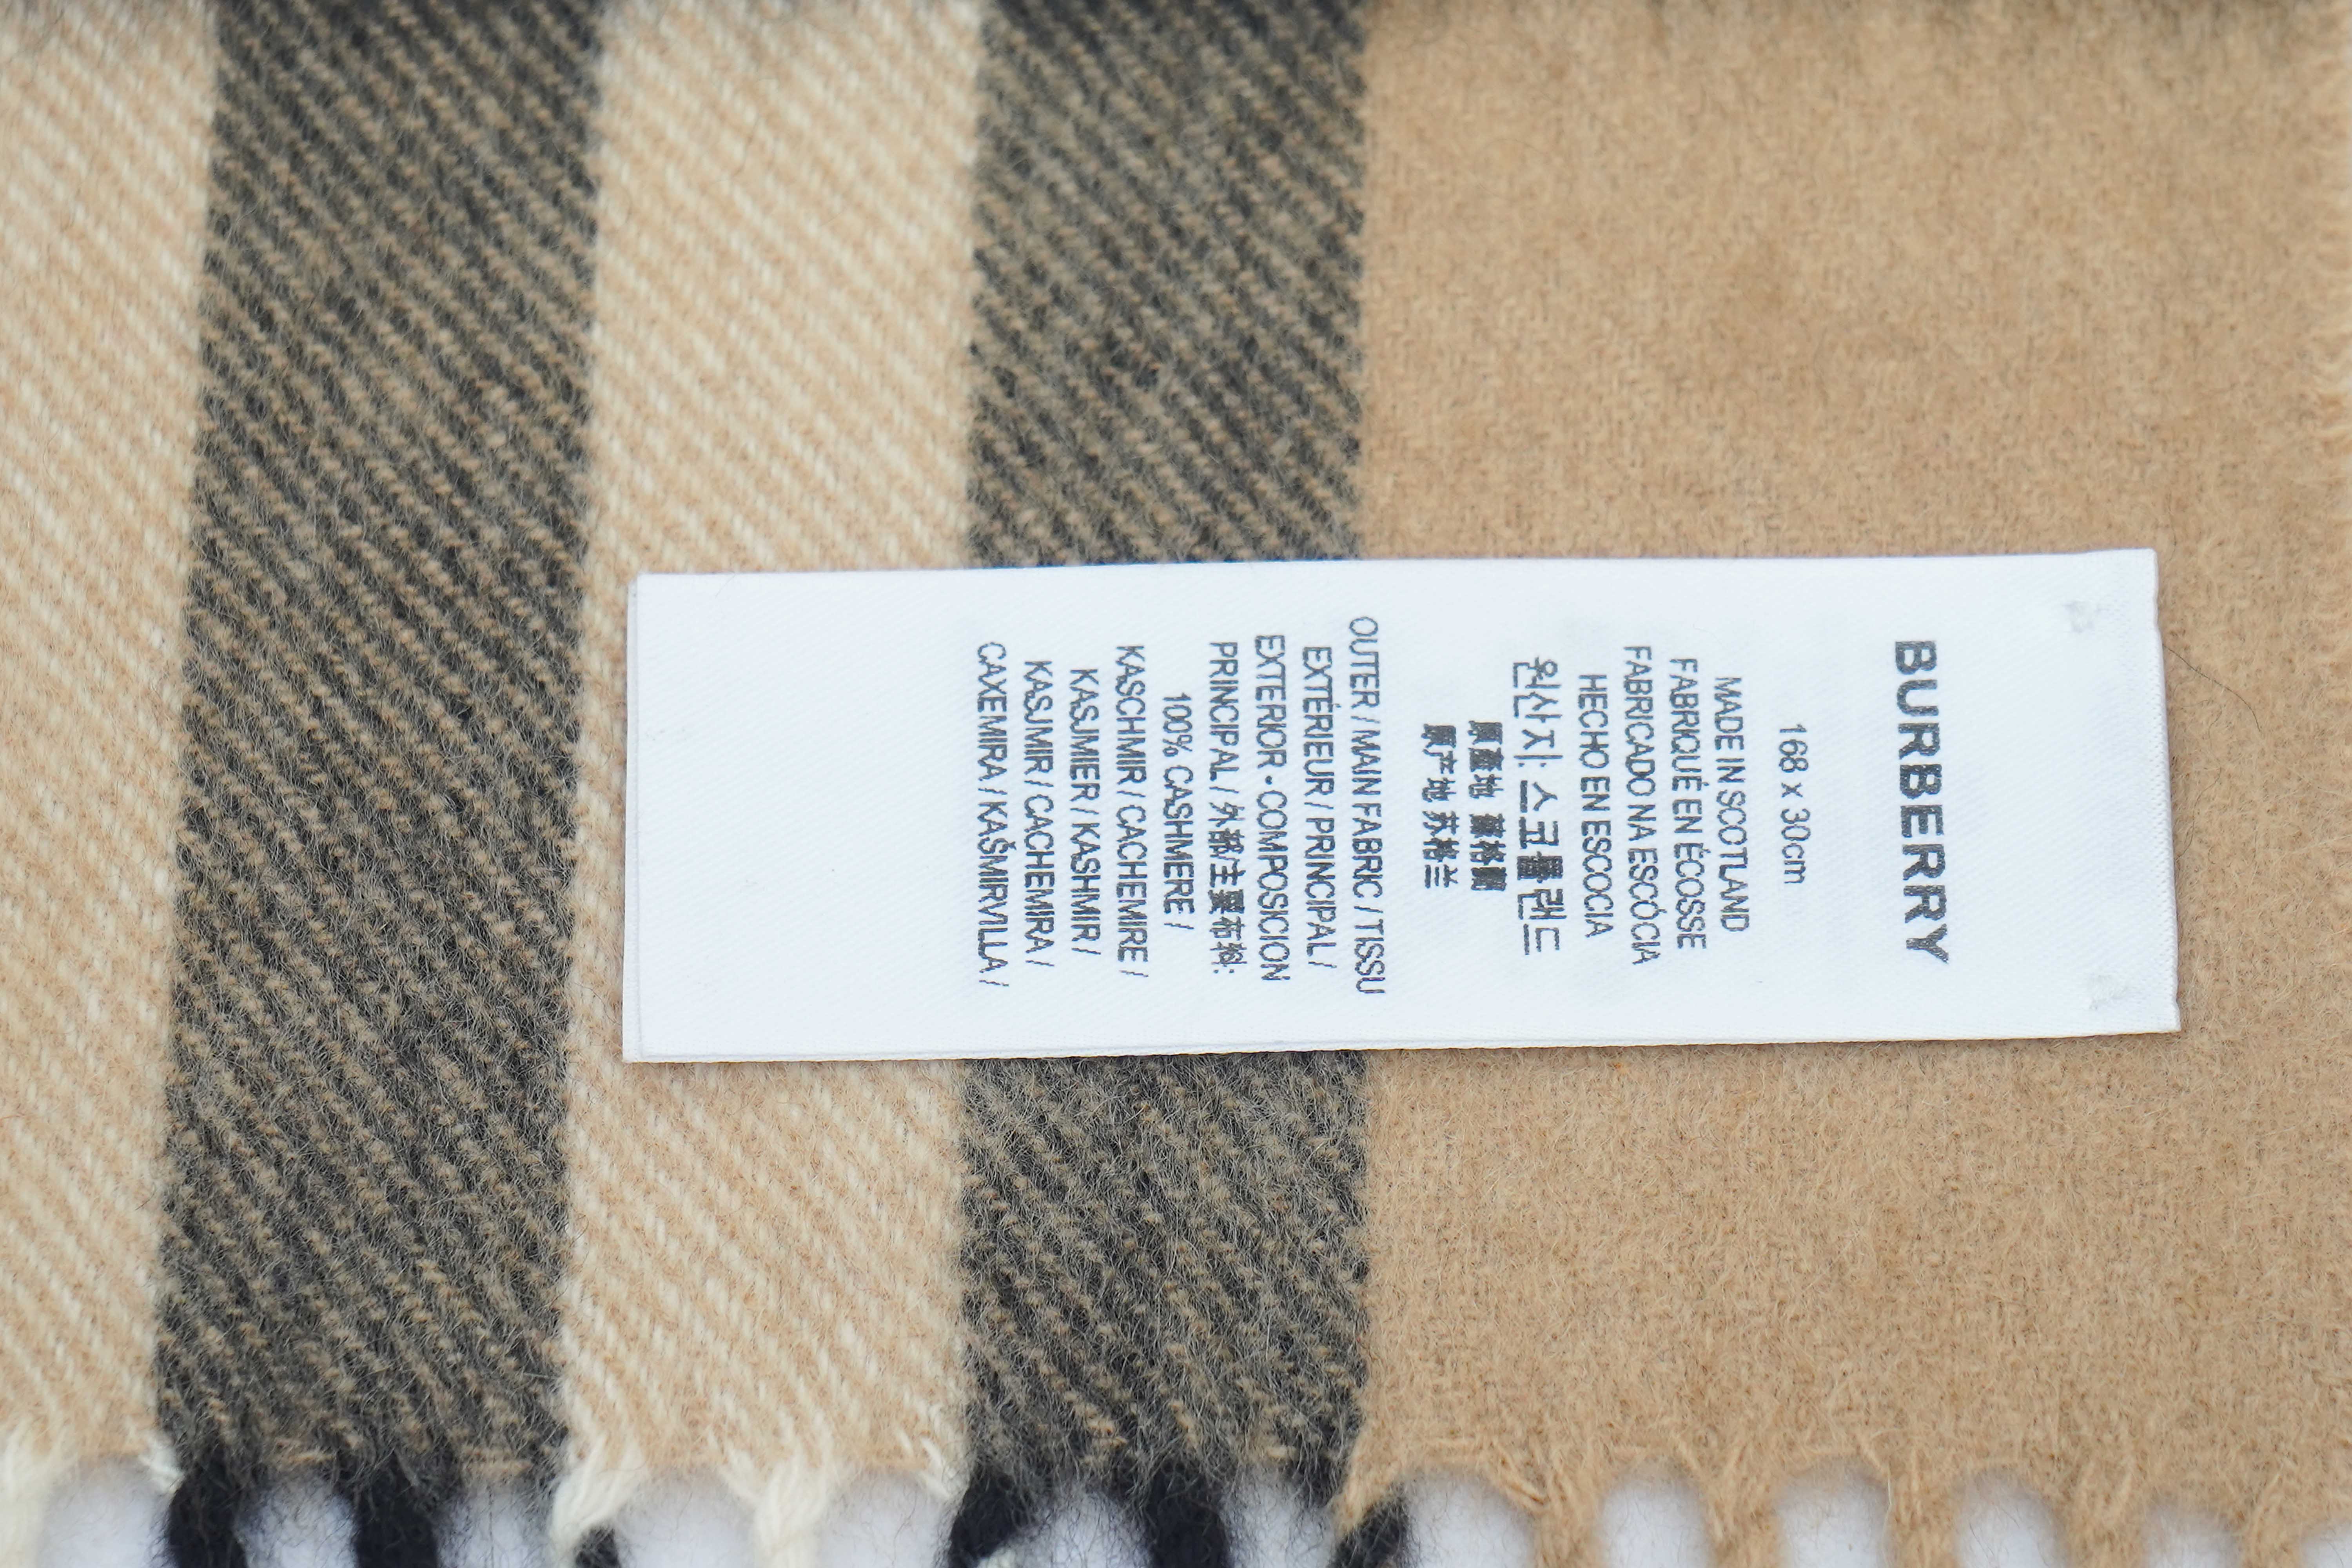 BURBERRY
168 x 30cm
MADE IN SCOTLAND
FABRIQUÉ EN ÉCOSSE
FABRICADO NA ESCÓCIA
HECHO EN ESCOCIA
원산지: 스코틀랜드
原產地 蘇格蘭
原产地 苏格兰
OUTER / MAIN FABRIC / TISSU
EXTÉRIEUR / PRINCIPAL /
EXTERIOR - COMPOSICION
PRINCIPAL / 外部/主要布料:
100% CASHMERE /
KASCHMIR / CACHEMIRE /
KASJMIER / KASHMIR /
KASJMIR / CACHEMIRA /
CAXEMIRA / KAŠMIRVILLA /